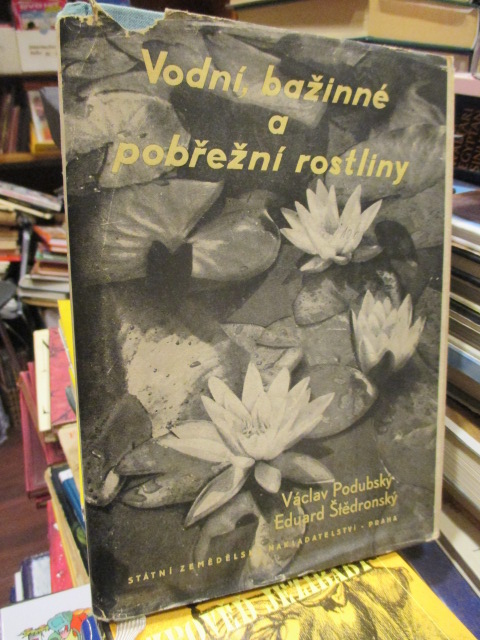 Vodní, bažinné
a
pobřežní rostliny
Václav Podubský
Eduard Štědronský
STÁTNÍ ZEMĚDĚLSKÉ NAKLADATELSTVÍ - PRAHA